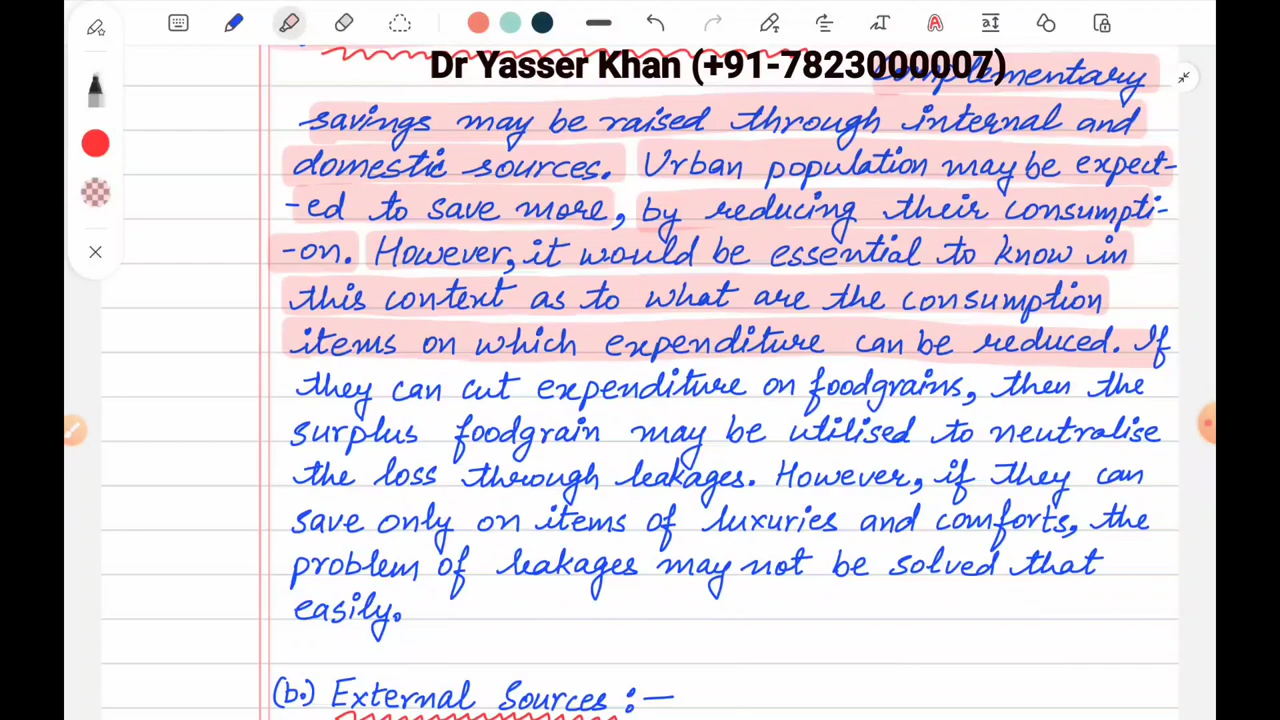 Dr Yasser Khan (+91-7823000007)
Complementary
savings may be raised through internal and
domestic sources. Urban population may be expect-
-ed to save more, by reducing their consumpti-
-on. However, it would be essential to know in
this context as to what are the consumption
items on which expenditure can be reduced. If
they can cut expenditure on foodgrains, then the
surplus foodgrain may be utilised to neutralise
the loss through leakages. However, if they can
save only on items of luxuries and comforts, the
problem of leakages may not be solved that
easily.
(b.) External Sources :—